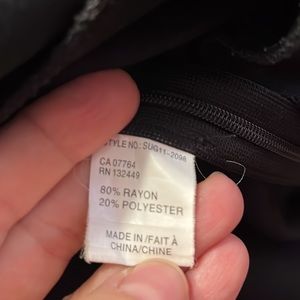 STYLE NO.: SUG11-2098
CA 07764
RN 132449
80% RAYON
20% POLYESTER
MADE IN/FAIT À
CHINA/CHINE